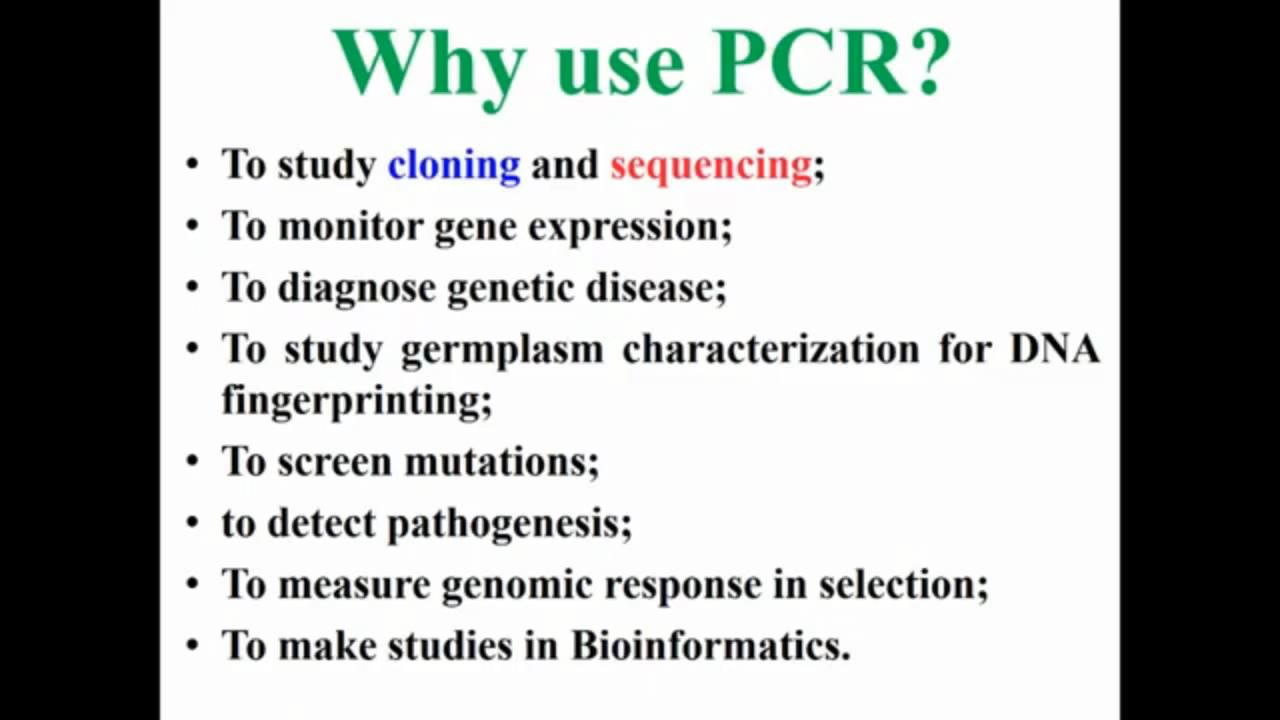 Why use PCR?
• To study cloning and sequencing;
• To monitor gene expression;
• To diagnose genetic disease;
• To study germplasm characterization for DNA
fingerprinting;
• To screen mutations;
• to detect pathogenesis;
• To measure genomic response in selection;
• To make studies in Bioinformatics.